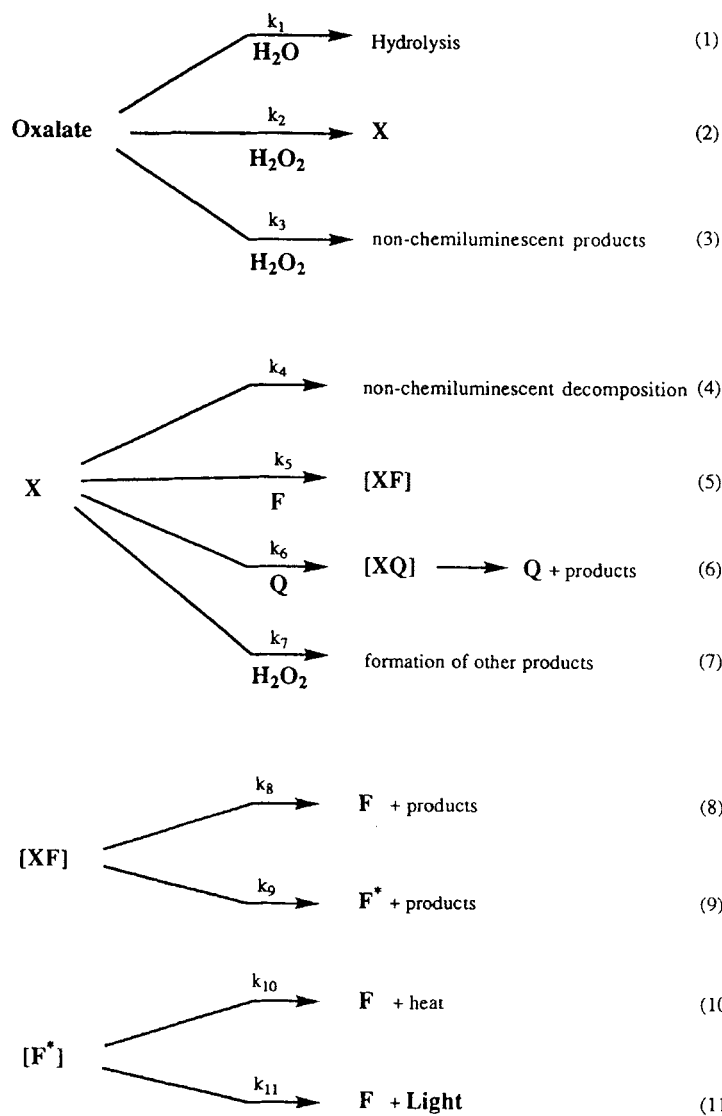 k₁
H₂O
Hydrolysis (1)
Oxalate
k₂
H₂O₂
X (2)
k₃
H₂O₂
non-chemiluminescent products (3)
k₄
non-chemiluminescent decomposition (4)
X
k₅
F
[XF] (5)
k₆
Q
[XQ] Q + products (6)
k₇
H₂O₂
formation of other products (7)
[XF]
k₈
F + products (8)
k₉
F* + products (9)
[F*]
k₁₀
F + heat (10
k₁₁
F + Light (11